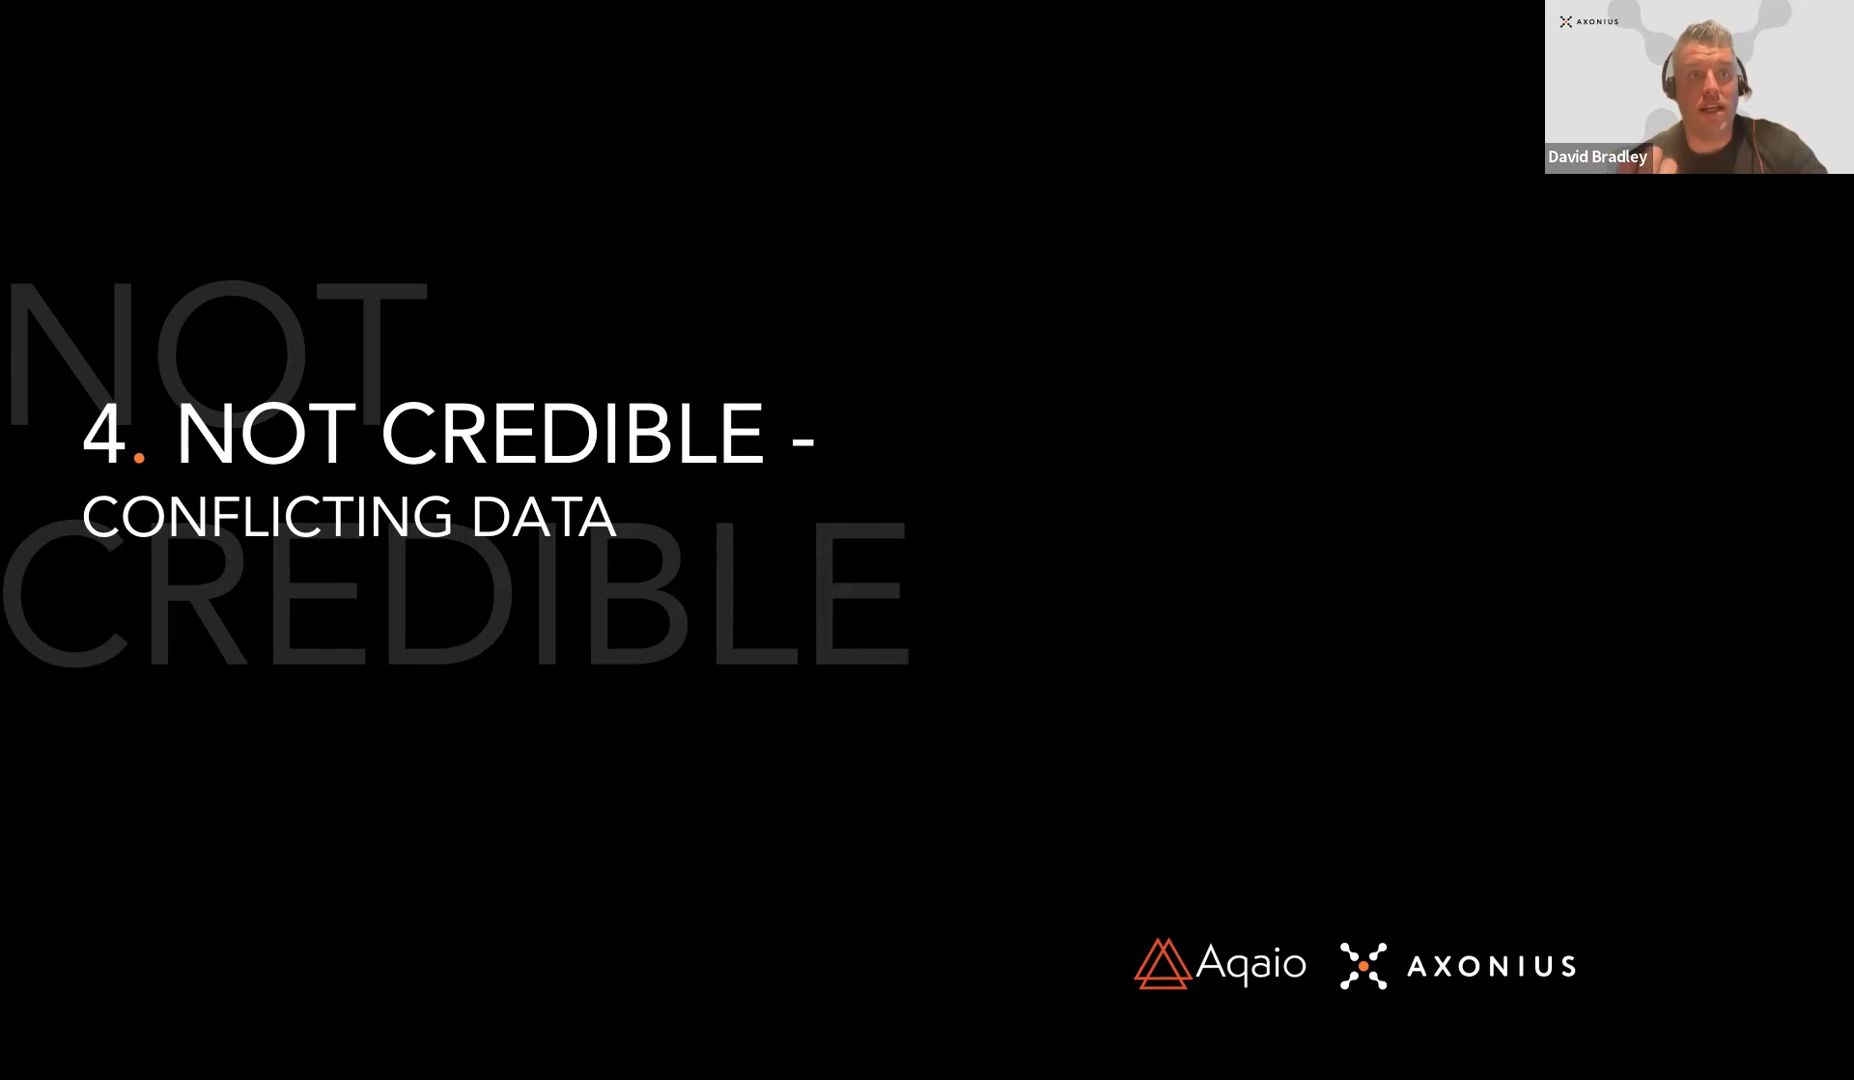 AXONIUS
David Bradley
NOT
4. NOT CREDIBLE -
CONFLICTING DATA
CREDIBLE
Aqaio
AXONIUS